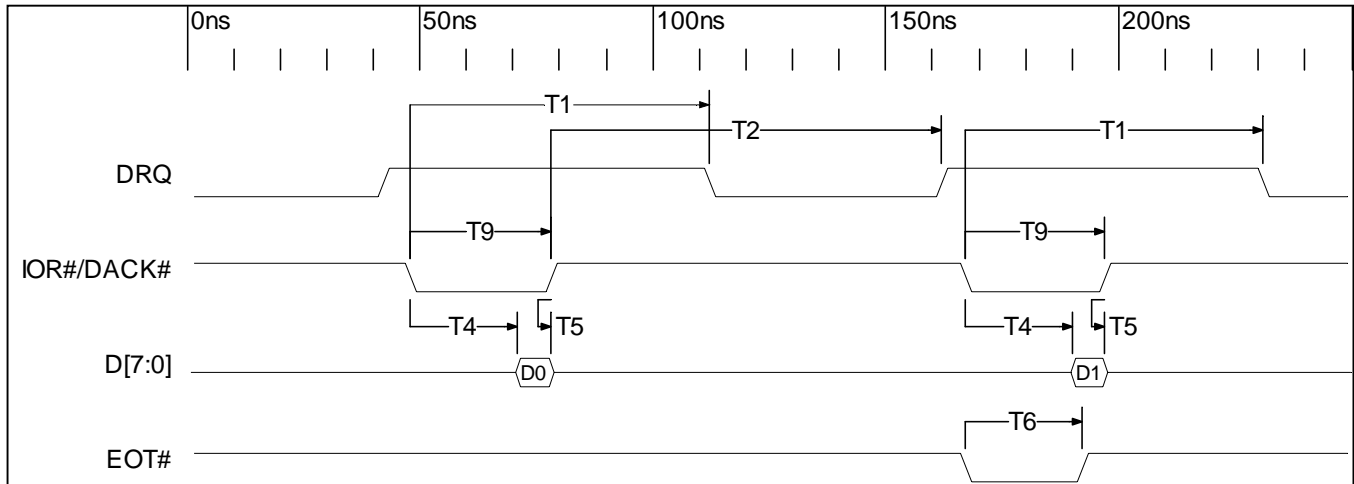 0ns 50ns 100ns 150ns 200ns
T1
T2 T1
DRQ
T9 T9
IOR#/DACK#
T4 T5 T4 T5
D[7:0] D0 D1
T6
EOT#